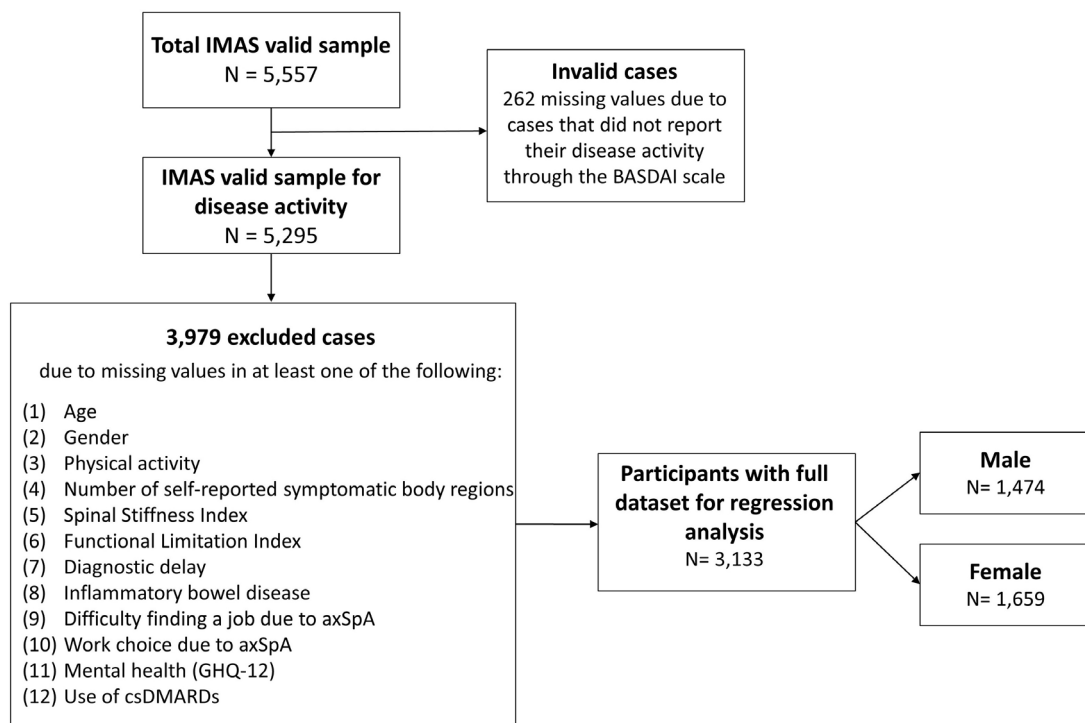 Total IMAS valid sample
N = 5,557
Invalid cases
262 missing values due to
cases that did not report
their disease activity
through the BASDAI scale
IMAS valid sample for
disease activity
N = 5,295
3,979 excluded cases
due to missing values in at least one of the following:
(1) Age
(2) Gender
(3) Physical activity
(4) Number of self-reported symptomatic body regions
(5) Spinal Stiffness Index
(6) Functional Limitation Index
(7) Diagnostic delay
(8) Inflammatory bowel disease
(9) Difficulty finding a job due to axSpA
(10) Work choice due to axSpA
(11) Mental health (GHQ-12)
(12) Use of csDMARDs
Participants with full
dataset for regression
analysis
N= 3,133
Male
N= 1,474
Female
N= 1,659